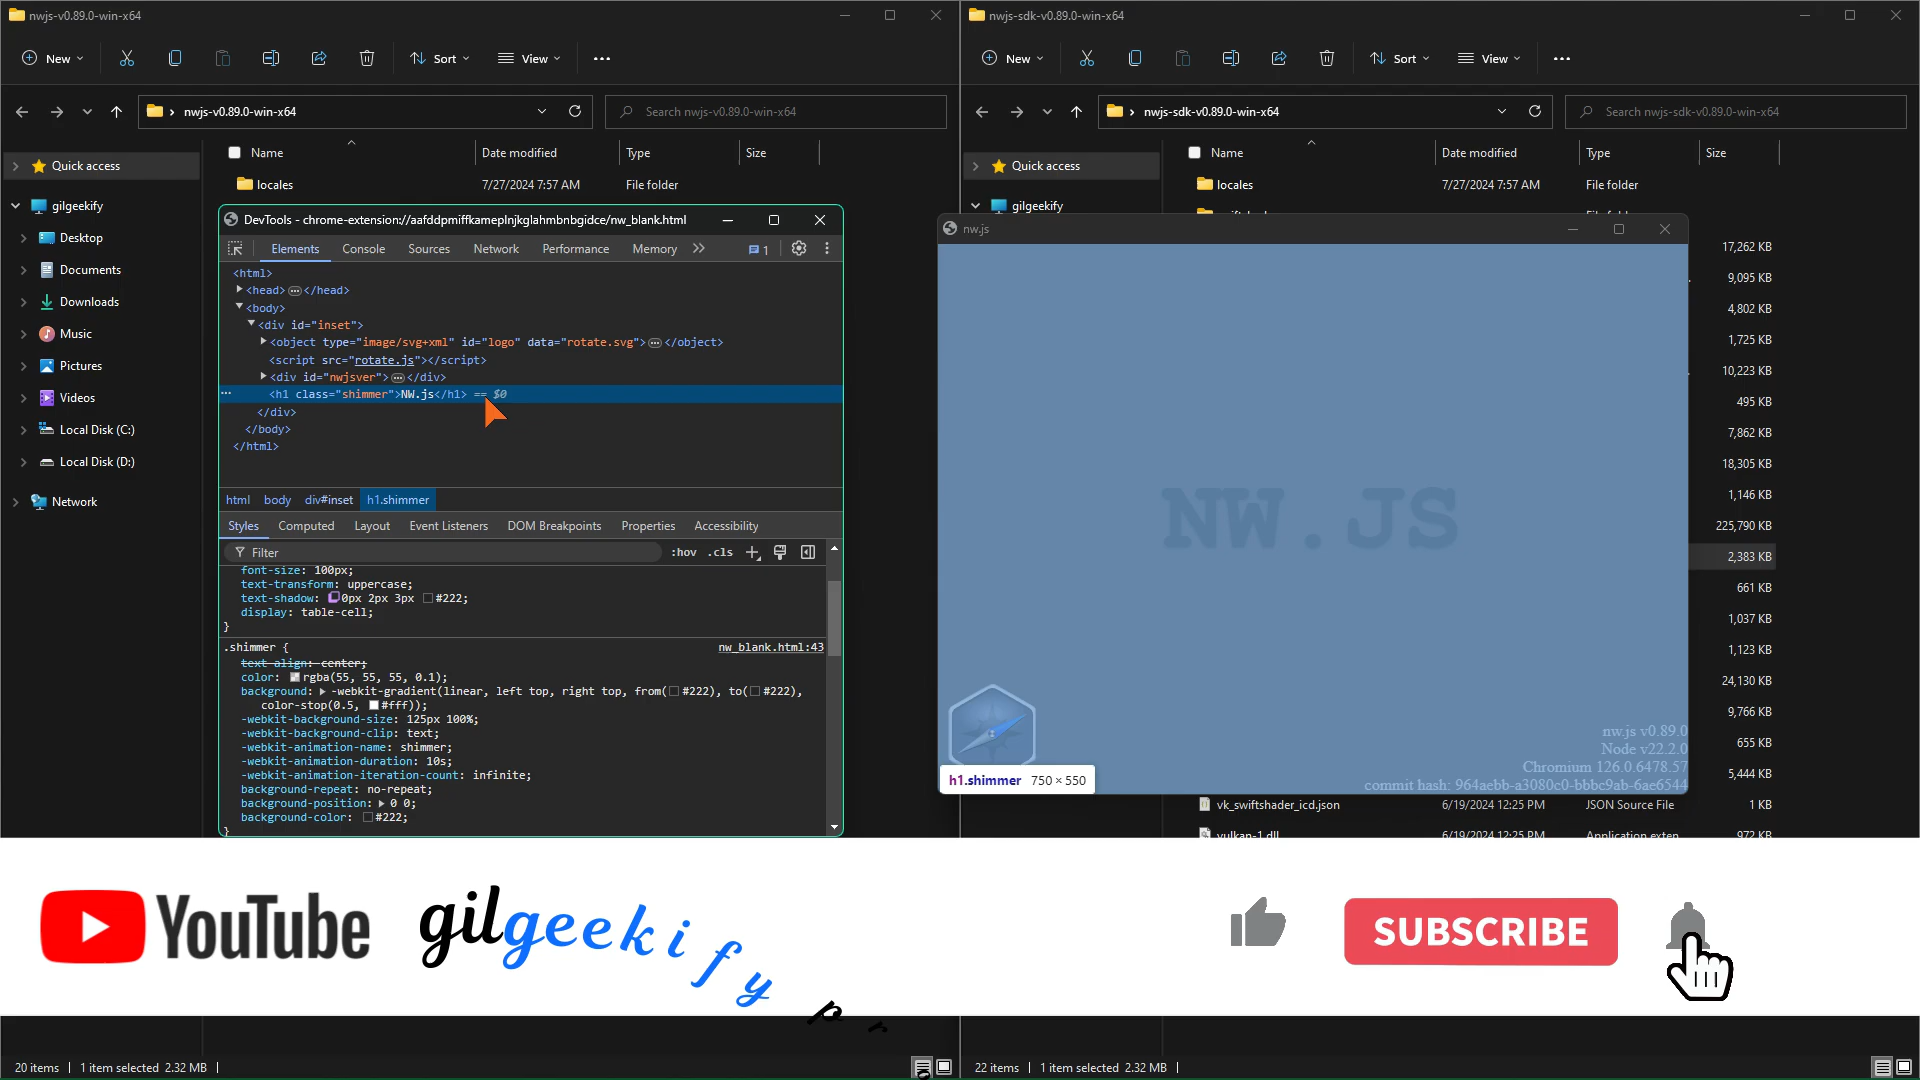 nwjs-v0.89.0-win-x64
New
Sort
View
nwjs-v0.89.0-win-x64
Search nwjs-v0.89.0-win-x64
Name
Date modified
Type
Size
Quick access
locales
7/27/2024 7:57 AM
File folder
gilgeekify
Desktop
Documents
Downloads
Music
Pictures
Videos
Local Disk (C:)
Local Disk (D:)
Network
DevTools - chrome-extension://aafddpmiffkameplnjkglahmbnbgidce/nw_blank.html
Elements
Console
Sources
Network
Performance
Memory
1
<html>
<head> </head>
<body>
<div id="inset">
<object type="image/svg+xml" id="logo" data="rotate.svg"> </object>
<script src="rotate.js"></script>
<div id="nwjsver"> </div>
<h1 class="shimmer">NW.js</h1> == $0
</div>
</body>
</html>
html body div#inset h1.shimmer
Styles
Computed
Layout
Event Listeners
DOM Breakpoints
Properties
Accessibility
Filter
:hov .cls
font-size: 100px;
text-transform: uppercase;
text-shadow: 0px 2px 3px #222;
display: table-cell;
}
.shimmer {
nw_blank.html:43
text-align: center;
color: rgba(55, 55, 55, 0.1);
background: -webkit-gradient(linear, left top, right top, from( #222), to( #222),
color-stop(0.5, #fff));
-webkit-background-size: 125px 100%;
-webkit-background-clip: text;
-webkit-animation-name: shimmer;
-webkit-animation-duration: 10s;
-webkit-animation-iteration-count: infinite;
background-repeat: no-repeat;
background-position: 0 0;
background-color: #222;
}
20 items
1 item selected 2.32 MB
nwjs-sdk-v0.89.0-win-x64
New
Sort
View
nwjs-sdk-v0.89.0-win-x64
Search nwjs-sdk-v0.89.0-win-x64
Name
Date modified
Type
Size
Quick access
locales
7/27/2024 7:57 AM
File folder
gilgeekify
nw.js
NW.JS
nw.js v0.89.0
Node v22.2.0
Chromium 126.0.6478.57
commit hash: 964aebb-a3080c0-bbbc9ab-6ae6544
h1.shimmer 750 × 550
17,262 KB
9,095 KB
4,802 KB
1,725 KB
10,223 KB
495 KB
7,862 KB
18,305 KB
1,146 KB
225,790 KB
2,383 KB
661 KB
1,037 KB
1,123 KB
24,130 KB
9,766 KB
655 KB
5,444 KB
vk_swiftshader_icd.json
6/19/2024 12:25 PM
JSON Source File
1 KB
vulkan-1.dll
6/19/2024 12:25 PM
Application exten
972 KB
22 items
1 item selected 2.32 MB
YouTube
gilgeekify pr
SUBSCRIBE